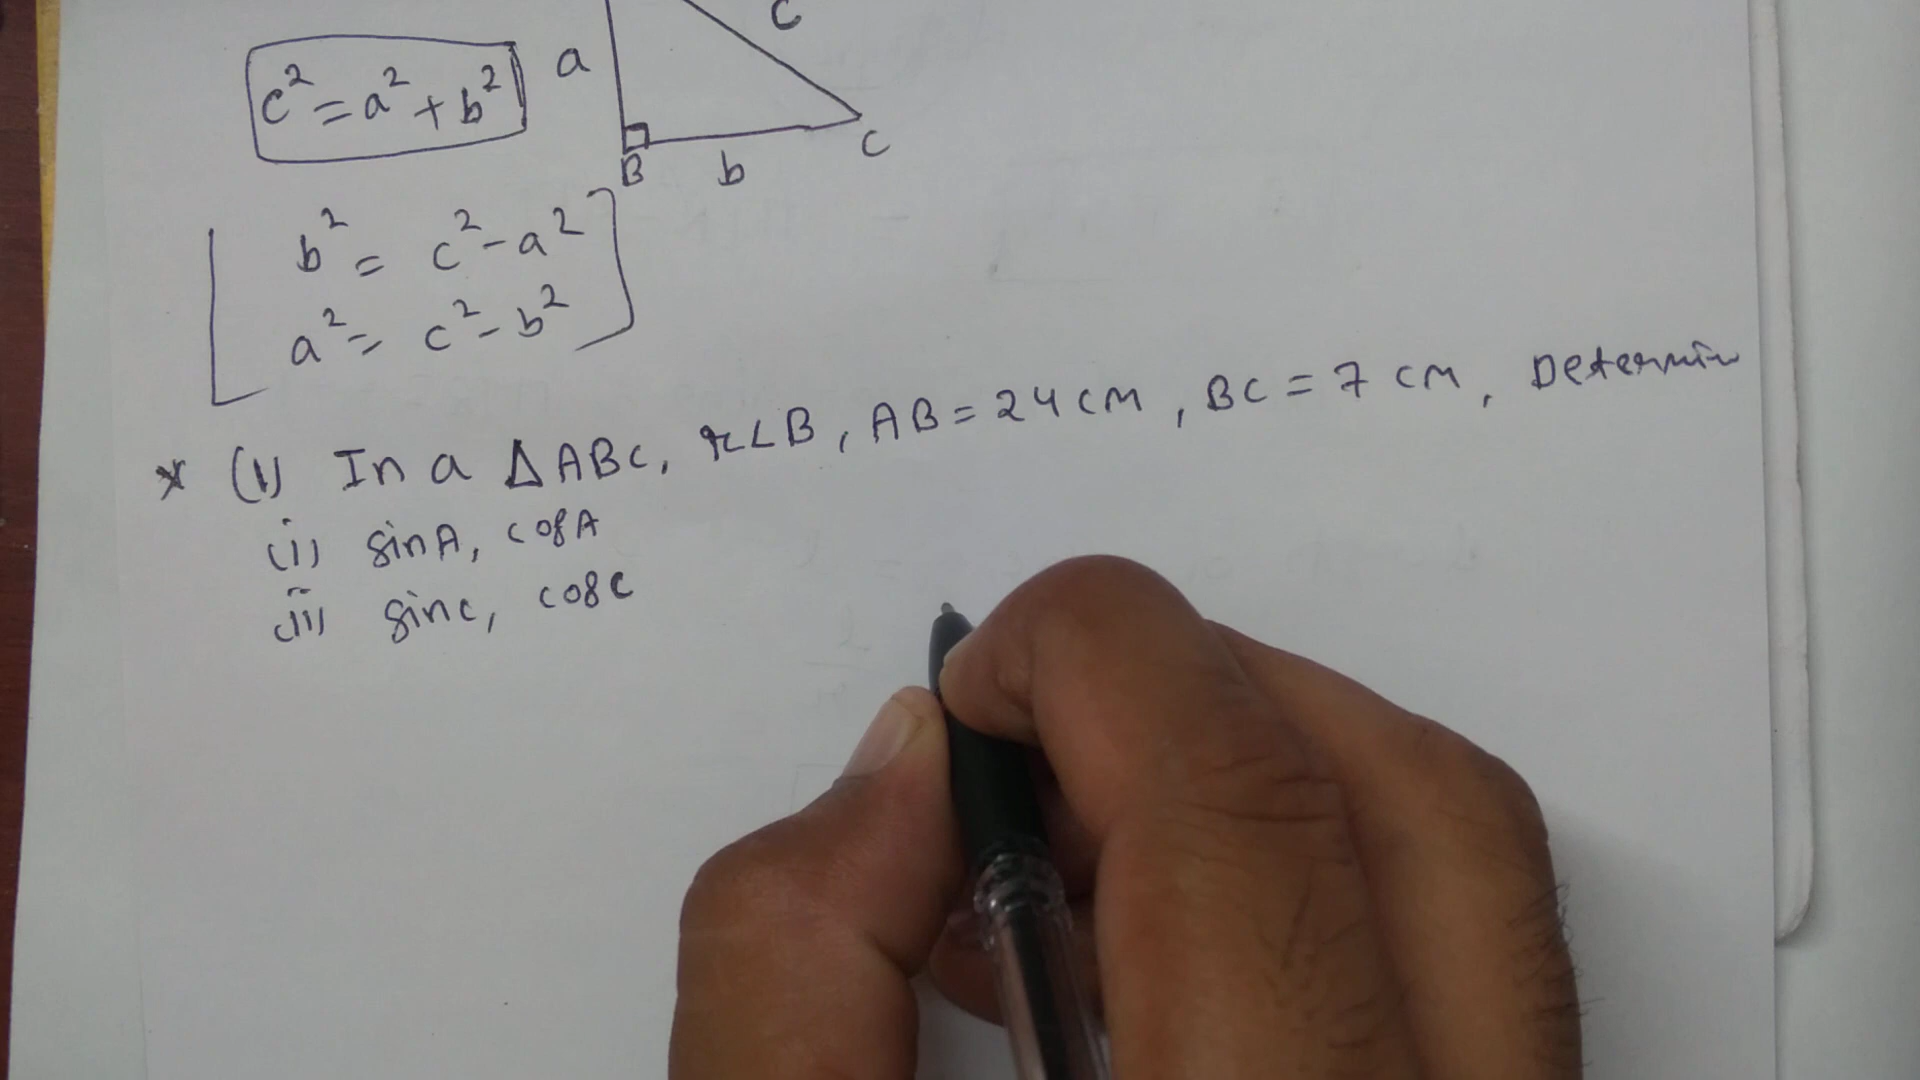 c
c² = a² + b²
a
B
b
C
b² = c² - a²
a² = c² - b²
* (1) In a ΔABC, r∠B, AB = 24 cm, BC = 7 cm, Determin
(i) sinA, cosA
(ii) sinc, cosc